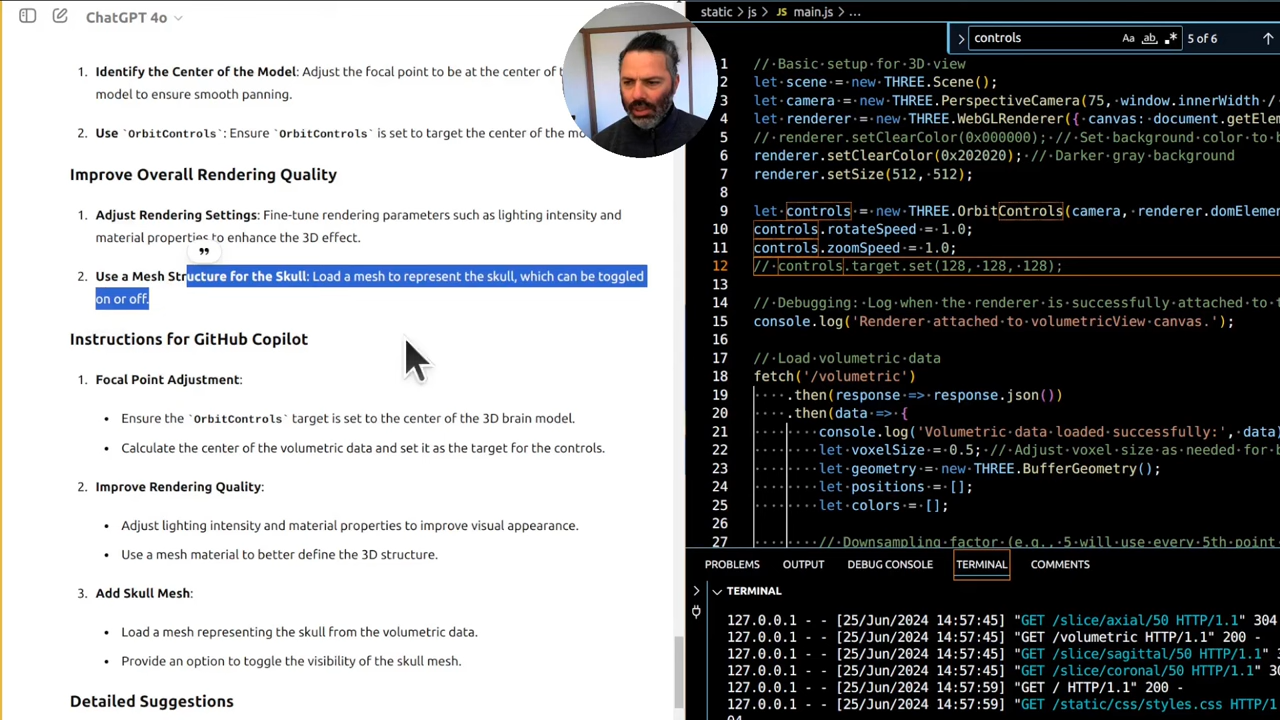 ChatGPT 4o
1. Identify the Center of the Model: Adjust the focal point to be at the center of
model to ensure smooth panning.
2. Use `OrbitControls`: Ensure `OrbitControls` is set to target the center of the mo
Improve Overall Rendering Quality
1. Adjust Rendering Settings: Fine-tune rendering parameters such as lighting intensity and
material properties to enhance the 3D effect.
2. Use a Mesh Structure for the Skull: Load a mesh to represent the skull, which can be toggled
on or off.
Instructions for GitHub Copilot
1. Focal Point Adjustment:
• Ensure the `OrbitControls` target is set to the center of the 3D brain model.
• Calculate the center of the volumetric data and set it as the target for the controls.
2. Improve Rendering Quality:
• Adjust lighting intensity and material properties to improve visual appearance.
• Use a mesh material to better define the 3D structure.
3. Add Skull Mesh:
• Load a mesh representing the skull from the volumetric data.
• Provide an option to toggle the visibility of the skull mesh.
Detailed Suggestions
static > js > JS main.js > ...
controls Aa ab 5 of 6
1 // Basic setup for 3D view
2 let scene = new THREE.Scene();
3 let camera = new THREE.PerspectiveCamera(75, window.innerWidth /
4 let renderer = new THREE.WebGLRenderer({ canvas: document.getElem
5 // renderer.setClearColor(0x000000); // Set background color to b
6 renderer.setClearColor(0x202020); // Darker gray background
7 renderer.setSize(512, 512);
8
9 let controls = new THREE.OrbitControls(camera, renderer.domElemen
10 controls.rotateSpeed = 1.0;
11 controls.zoomSpeed = 1.0;
12 // controls.target.set(128, 128, 128);
13
14 // Debugging: Log when the renderer is successfully attached to t
15 console.log('Renderer attached to volumetricView canvas.');
16
17 // Load volumetric data
18 fetch('/volumetric')
19 .then(response => response.json())
20 .then(data => {
21 console.log('Volumetric data loaded successfully:', data)
22 let voxelSize = 0.5; // Adjust voxel size as needed for b
23 let geometry = new THREE.BufferGeometry();
24 let positions = [];
25 let colors = [];
26
27 // Downsampling factor (e.g., 5 will use every 5th point
PROBLEMS OUTPUT DEBUG CONSOLE TERMINAL COMMENTS
TERMINAL
127.0.0.1 - - [25/Jun/2024 14:57:45] "GET /slice/axial/50 HTTP/1.1" 304
127.0.0.1 - - [25/Jun/2024 14:57:45] "GET /volumetric HTTP/1.1" 200 -
127.0.0.1 - - [25/Jun/2024 14:57:45] "GET /slice/sagittal/50 HTTP/1.1"
127.0.0.1 - - [25/Jun/2024 14:57:45] "GET /slice/coronal/50 HTTP/1.1" 30
127.0.0.1 - - [25/Jun/2024 14:57:59] "GET / HTTP/1.1" 200 -
127.0.0.1 - - [25/Jun/2024 14:57:59] "GET /static/css/styles.css HTTP/1
04